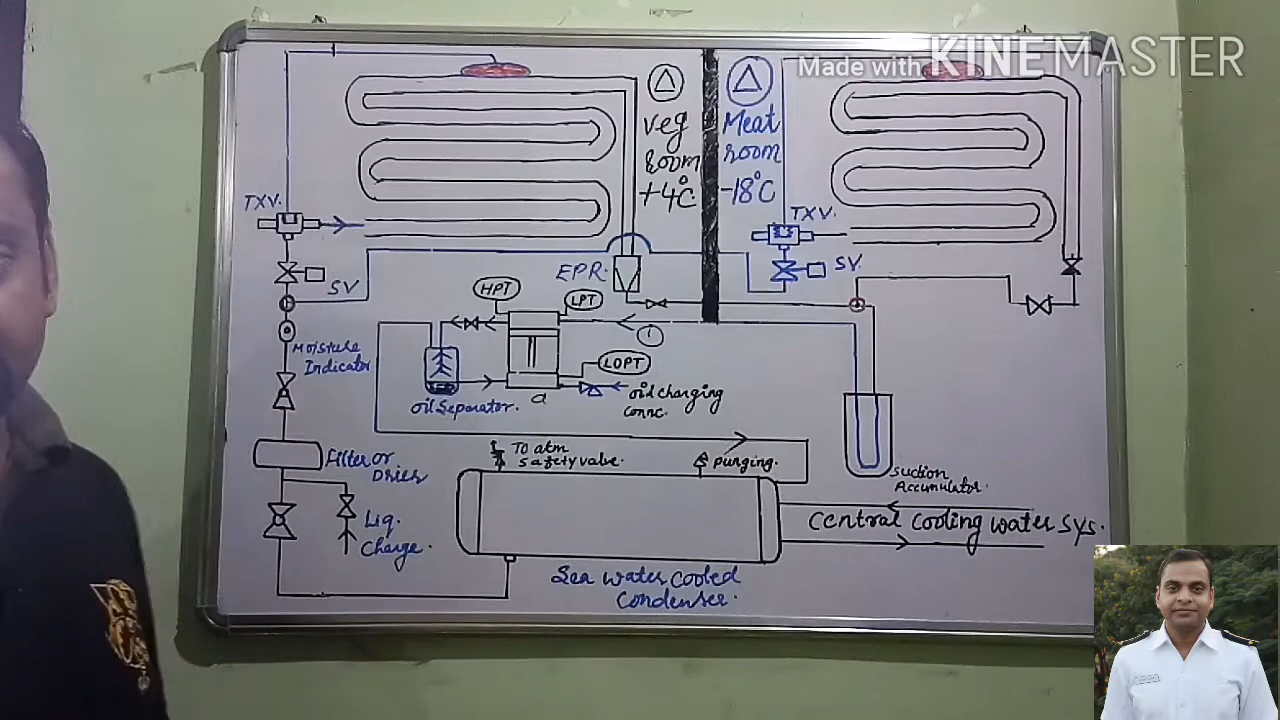 Made with KINEMASTER
TXV.
SV
Moisture
Indicator
Filter or
Drier
Liq.
Charge.
veg
Room
+4°C
Meat
room
-18°C
TXV.
SV.
EPR.
HPT
LPT
1
LOPT
oil charging
connc.
a
Oil Separator.
To atm
safety valve.
purging.
Suction
Accumulator.
Central cooling water sys.
Sea water cooled
Condenser.